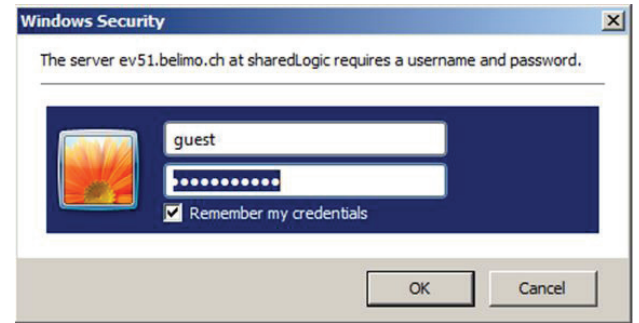 Windows Security
The server ev51.belimo.ch at sharedLogic requires a username and password.
guest
•••••••••••
Remember my credentials
OK
Cancel